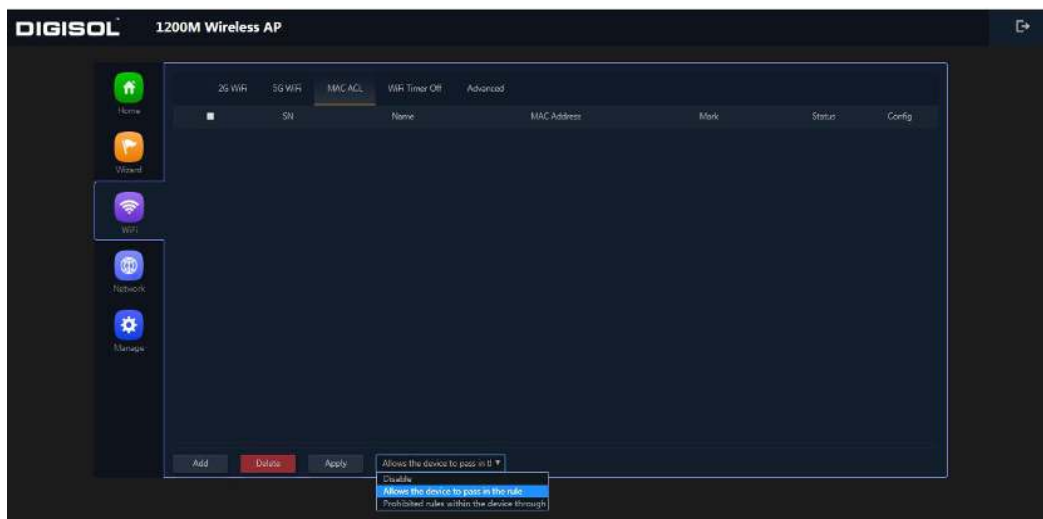 DIGISOL 1200M Wireless AP
Home
Wizard
WiFi
Network
Manage
2G WiFi 5G WiFi MAC ACL WiFi Timer Off Advanced
SN Name MAC Address Mark Status Config
Add Delete Apply Allows the device to pass in tl
Disable
Allows the device to pass in the rule
Prohibited rules within the device through